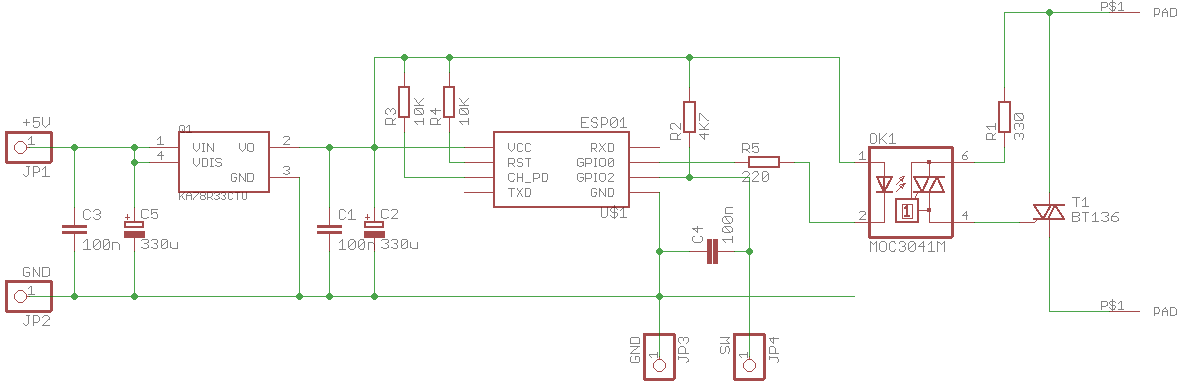 P$1
PAD
+5V
1
JP1
Q1
1
4
VIN
VDIS
VO
GND
2
3
KA78R33CTU
R3
10K
R4
10K
ESP01
VCC
RST
CH_PD
TXD
RXD
GPIO0
GPIO2
GND
U$1
R2
4K7
R5
220
OK1
1
2
6
4
1
MOC3041M
R1
330
T1
BT136
C3
100n
C5
+
330u
C1
100n
C2
+
330u
C4
100n
GND
1
JP2
P$1
PAD
GND
1
JP3
SW
1
JP4